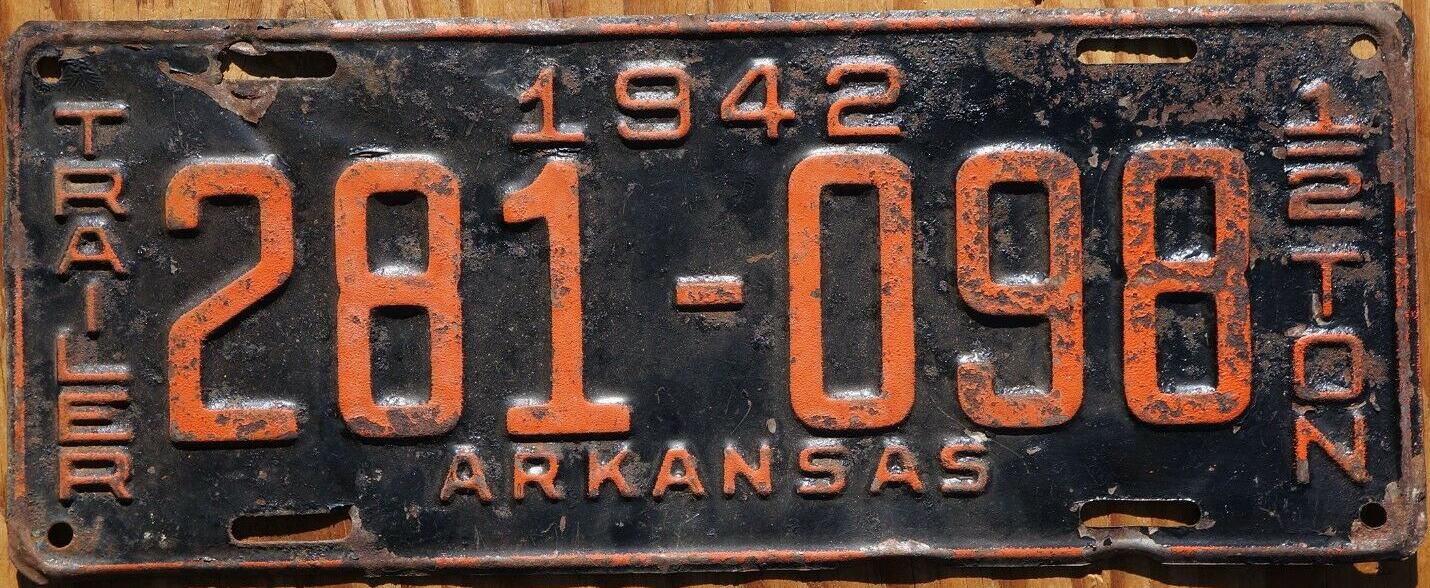 1942
TRAILER
281-098
1/2 TON
ARKANSAS